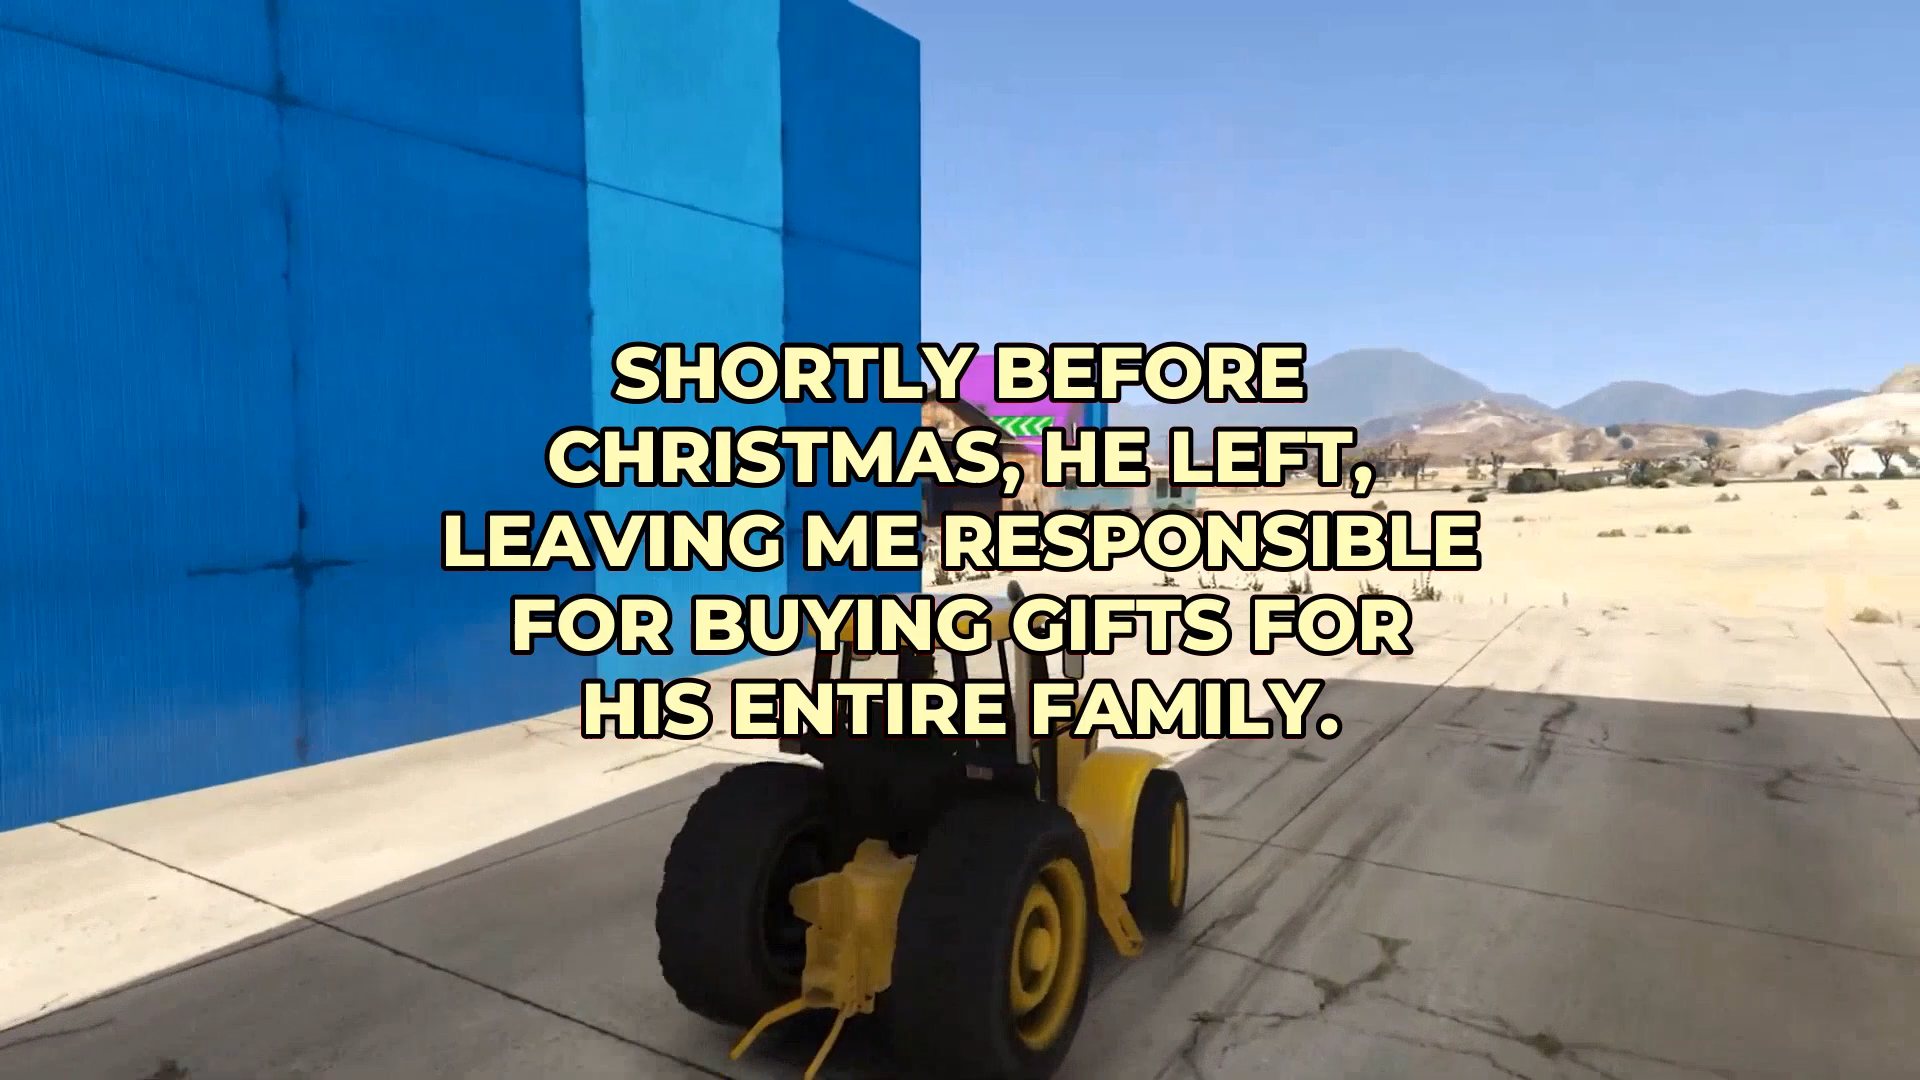 SHORTLY BEFORE
CHRISTMAS, HE LEFT,
LEAVING ME RESPONSIBLE
FOR BUYING GIFTS FOR
HIS ENTIRE FAMILY.